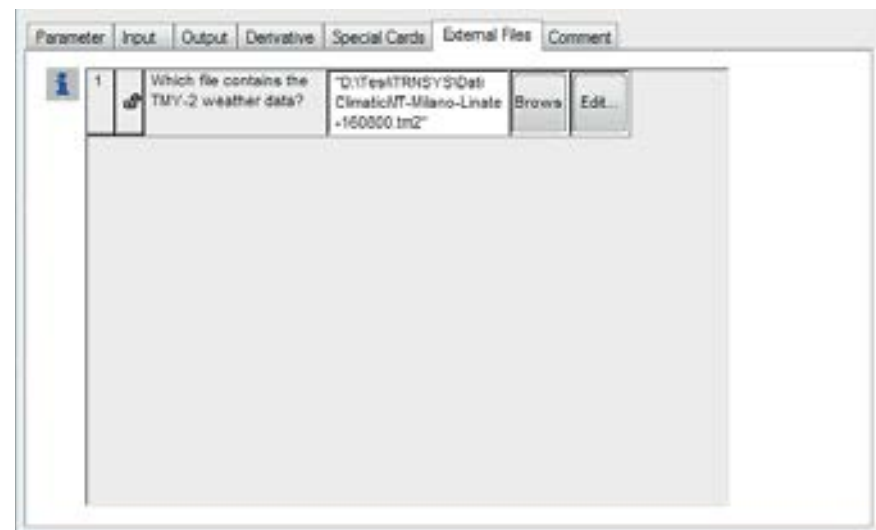 Parameter Input Output Derivative Special Cards External Files Comment
1 Which file contains the "D:\Tesi\TRNSYS\Dati
TMY-2 weather data? Climatici\IT-Milano-Linate Brows Edit...
-160800.tm2"